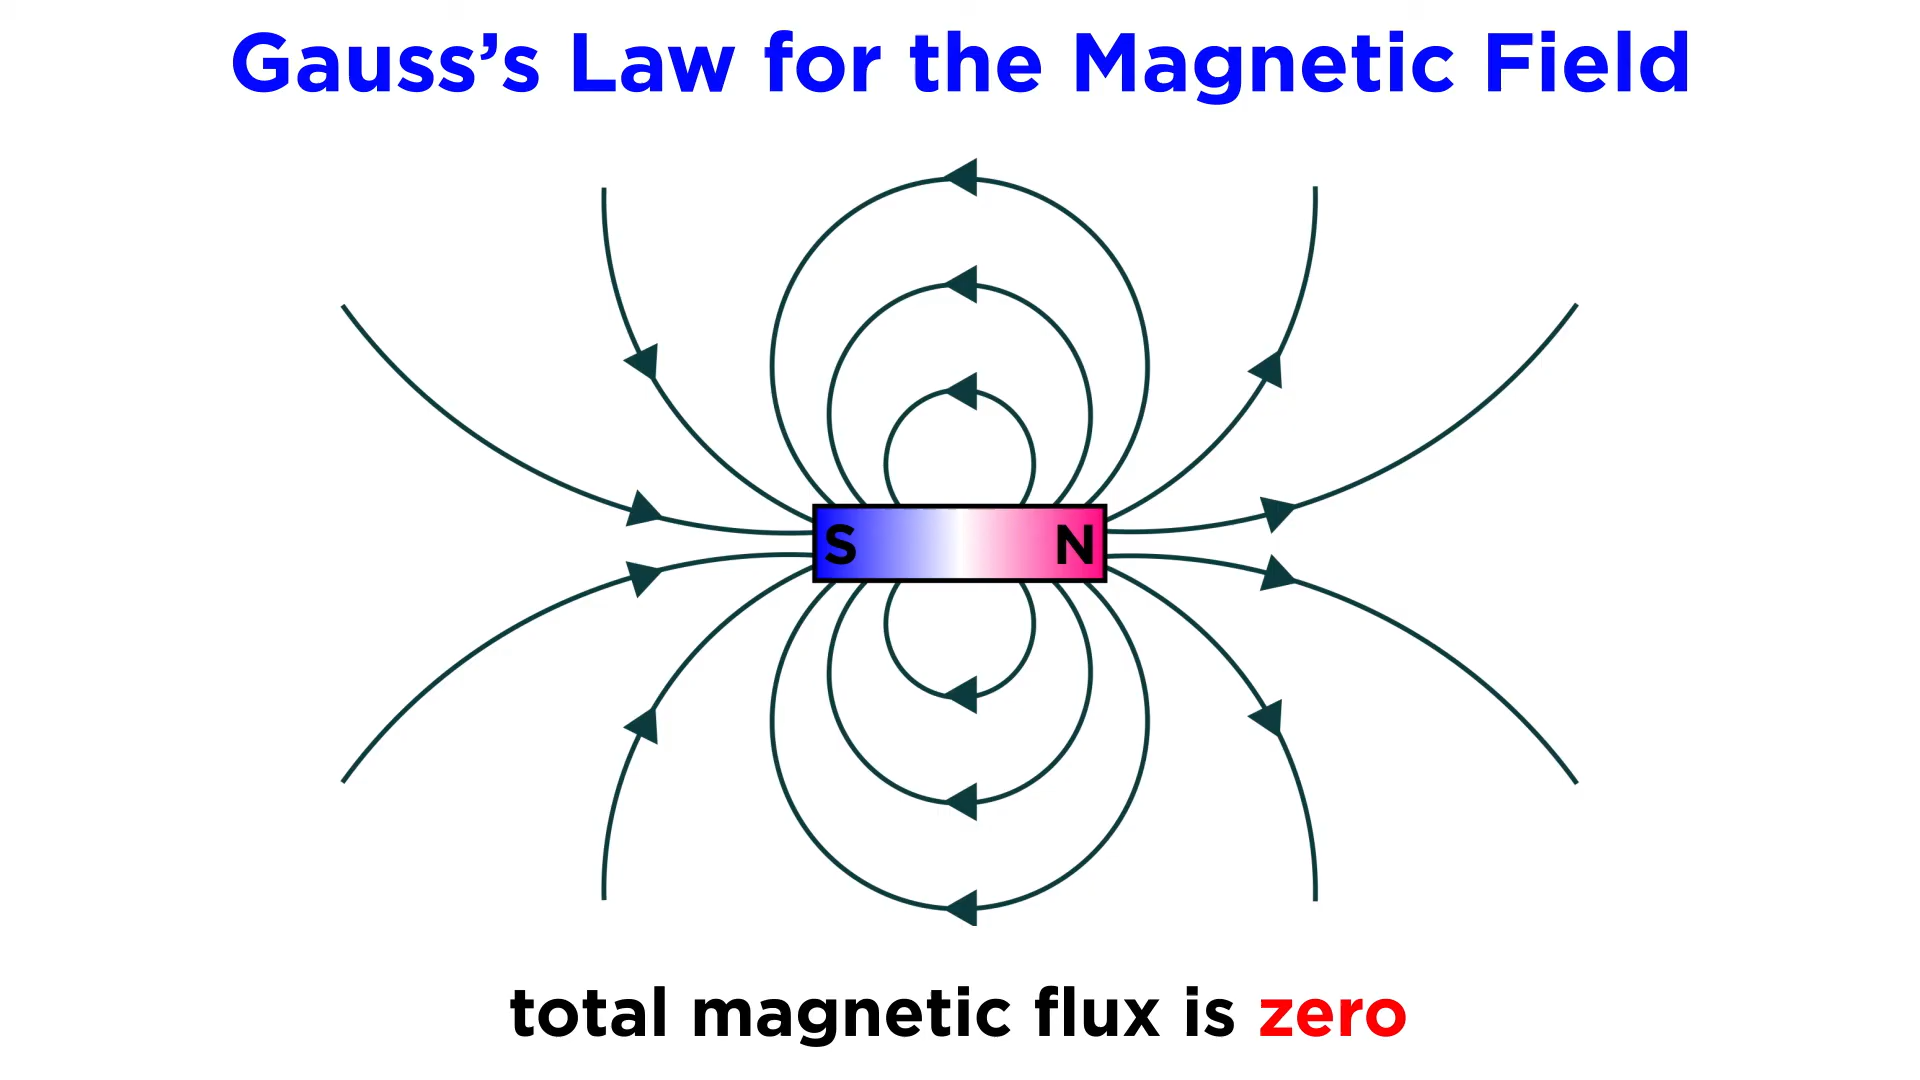 Gauss’s Law for the Magnetic Field
S N
total magnetic flux is zero